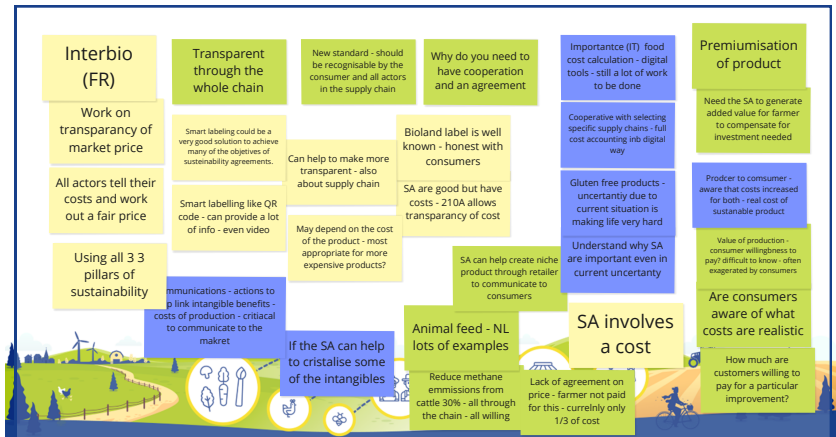 Interbio
(FR)
Work on
transparancy of
market price
All actors tell their
costs and work
out a fair price
Using all 3 3
pillars of
sustainability
Transparent
through the
whole chain
Smart labeling could be a
very good solution to achieve
many of the objetives of
sustainability agreements.
Smart labelling like QR
code - can provide a lot
of info - even video
mmunications - actions to
p link intangible benefits -
costs of production - critiacal
to communicate to the
makret
New standard - should
be recognisable by the
consumer and all actors
in the supply chain
Can help to make more
transparent - also
about supply chain
May depend on the cost
of the product - most
appropriate for more
expensive products?
If the SA can help
to cristalise some
of the intangibles
Why do you need to
have cooperation
and an agreement
Bioland label is well
known - honest with
consumers
SA are good but have
costs - 210A allows
transparency of cost
SA can help create niche
product through retailer
to communicate to
consumers
Animal feed - NL
lots of examples
Reduce methane
emmissions from
cattle 30% - all through
the chain - all willing
Lack of agreement on
price - farmer not paid
for this - currelnly only
1/3 of cost
Importantce (IT) food
cost calculation - digital
tools - still a lot of work
to be done
Cooperative with selecting
specific supply chains - full
cost accounting inb digital
way
Gluten free products -
uncertantiy due to
current situation is
making life very hard
Understand why SA
are important even in
current uncertanty
SA involves
a cost
Premiumisation
of product
Need the SA to generate
added value for farmer
to compensate for
investment needed
Prodcer to comsumer -
aware that costs increased
for both - real cost of
sustanable product
Value of production -
consumer willingbness to
pay? difficult to know - often
exagerated by consumers
Are consumers
aware of what
costs are realistic
How much are
customers willing to
pay for a particular
improvement?